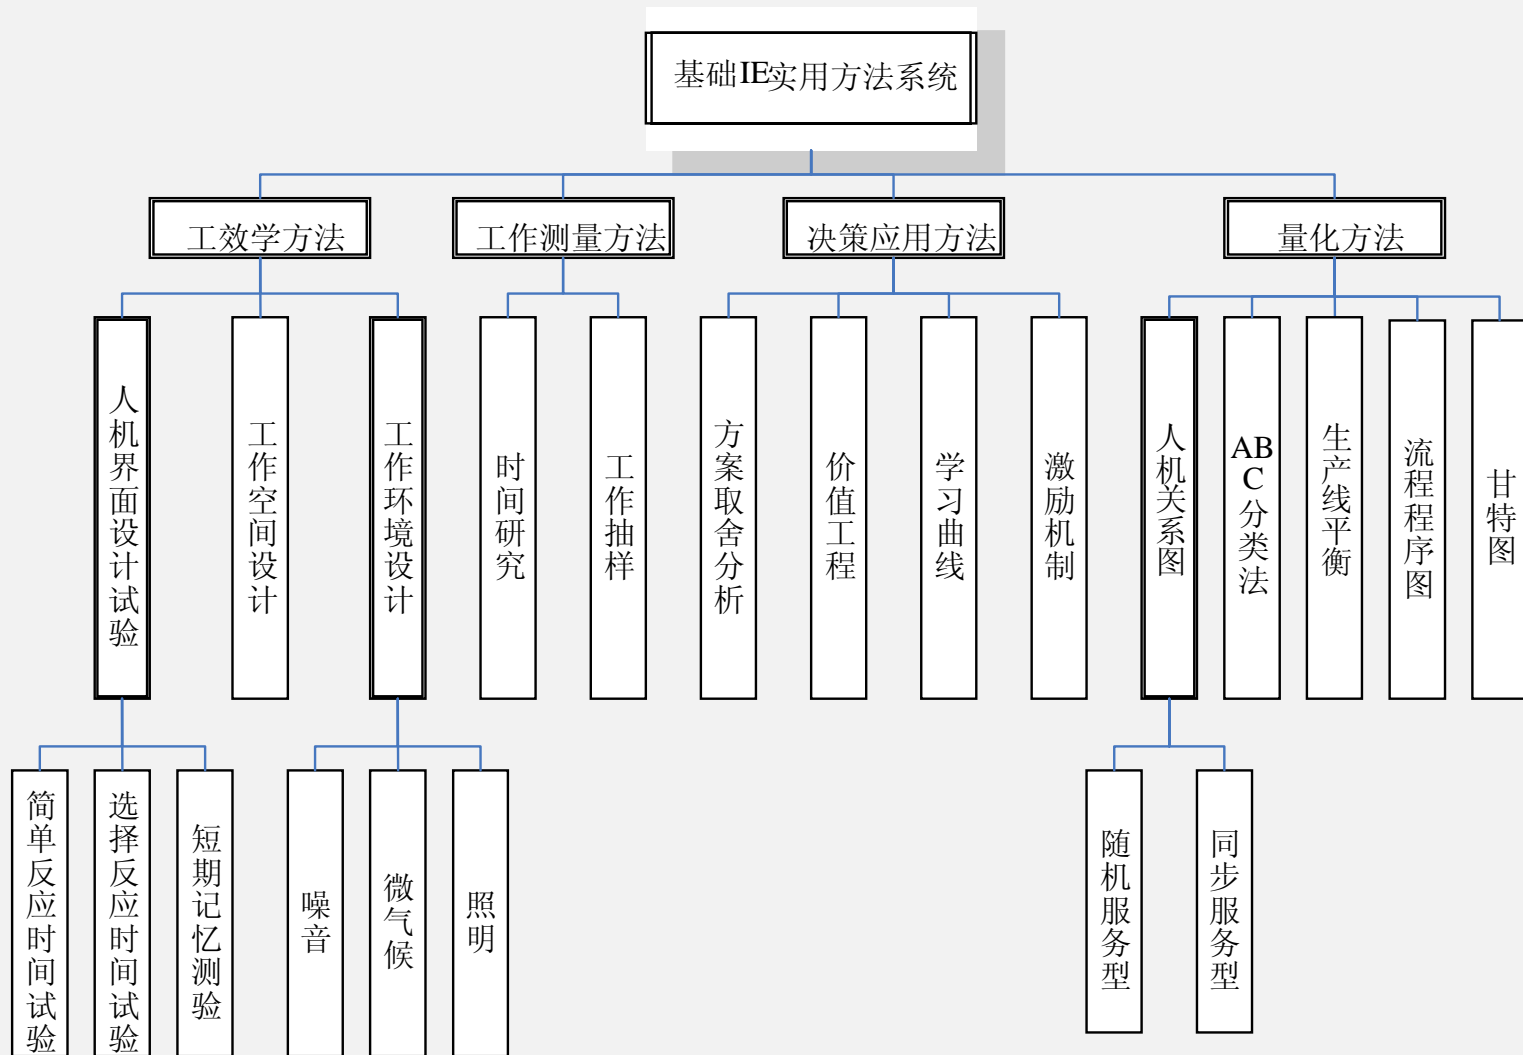 基础IE实用方法系统
工效学方法
工作测量方法
决策应用方法
量化方法
人机界面设计试验
工作空间设计
工作环境设计
时间研究
工作抽样
方案取舍分析
价值工程
学习曲线
激励机制
人机关系图
ABC分类法
生产线平衡
流程程序图
甘特图
简单反应时间试验
选择反应时间试验
短期记忆测验
噪音
微气候
照明
随机服务型
同步服务型